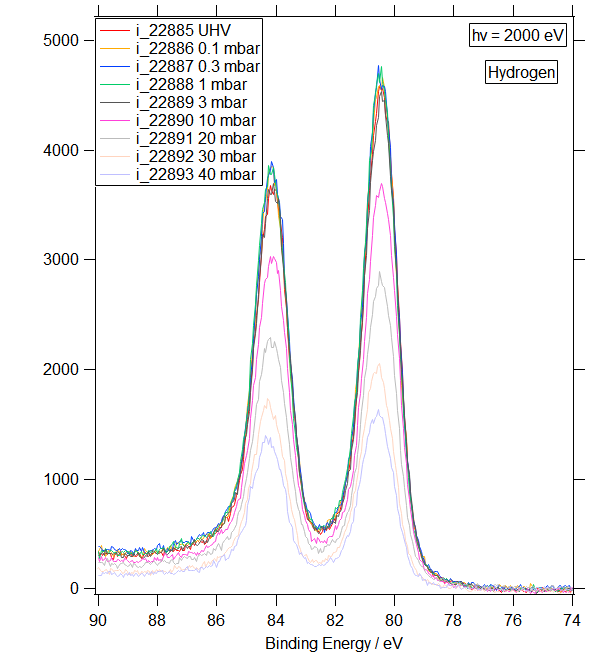 i_22885 UHV
i_22886 0.1 mbar
i_22887 0.3 mbar
i_22888 1 mbar
i_22889 3 mbar
i_22890 10 mbar
i_22891 20 mbar
i_22892 30 mbar
i_22893 40 mbar
hv = 2000 eV
Hydrogen
5000
4000
3000
2000
1000
0
90 88 86 84 82 80 78 76 74
Binding Energy / eV